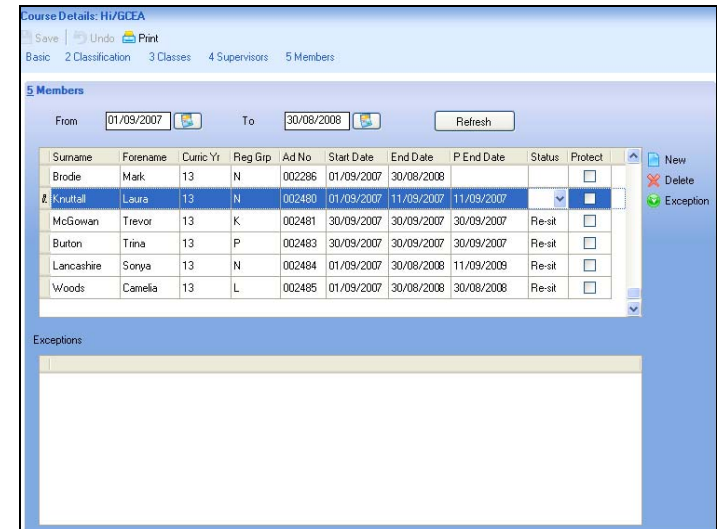 Course Details: Hi/GCEA
Save Undo Print
Basic 2 Classification 3 Classes 4 Supervisors 5 Members
5 Members
From 01/09/2007 To 30/08/2008 Refresh
Surname Forename Curric Yr Reg Grp Ad No Start Date End Date P End Date Status Protect
New
Brodie Mark 13 N 002286 01/09/2007 30/08/2008
Delete
Knuttall Laura 13 N 002480 01/09/2007 11/09/2007 11/09/2007
Exception
McGowan Trevor 13 K 002481 30/09/2007 30/09/2007 30/09/2007 Re-sit
Burton Trina 13 P 002483 30/09/2007 30/09/2007 30/09/2007 Re-sit
Lancashire Sonya 13 N 002484 01/09/2007 30/08/2008 11/09/2009 Re-sit
Woods Camelia 13 L 002485 01/09/2007 30/08/2008 30/08/2008 Re-sit
Exceptions